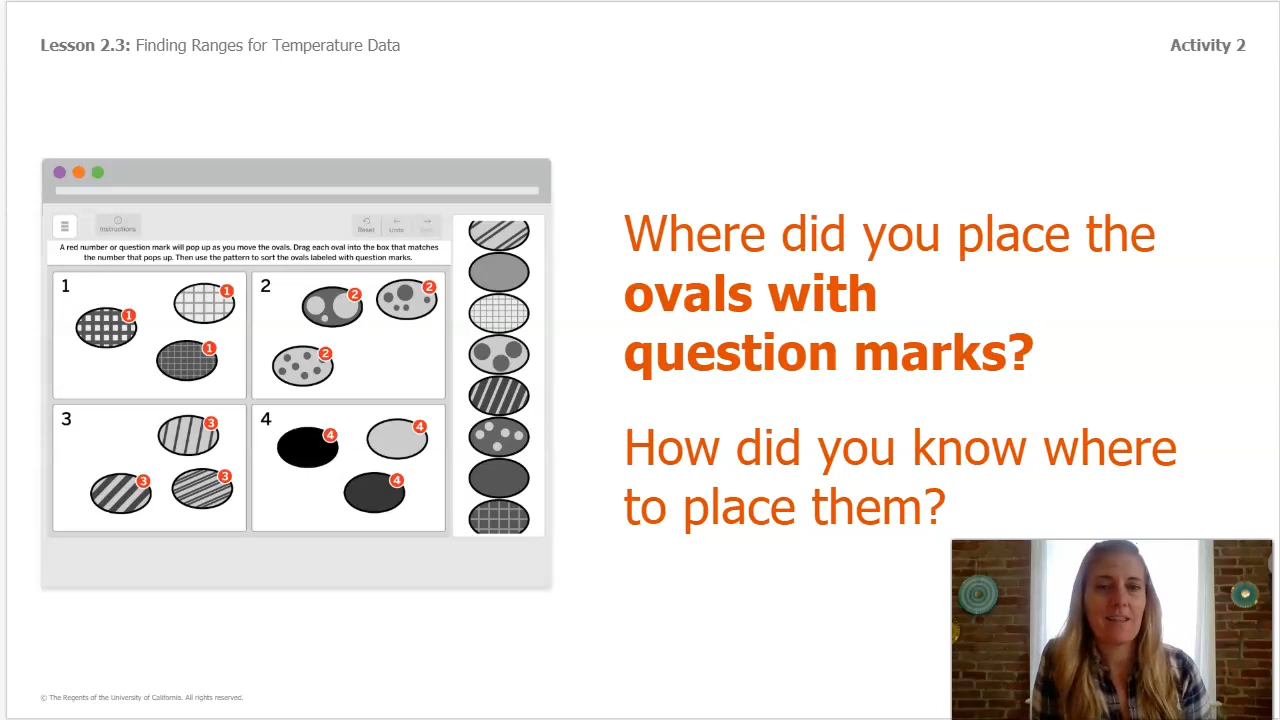 Lesson 2.3: Finding Ranges for Temperature Data
Activity 2
Instructions
Reset
Undo
A red number or question mark will pop up as you move the ovals. Drag each oval into the box that matches
the number that pops up. Then use the pattern to sort the ovals labeled with question marks.
1
1
1
1
2
2
2
2
3
3
3
3
4
4
4
4
Where did you place the
ovals with
question marks?
How did you know where
to place them?
© The Regents of the University of California. All rights reserved.